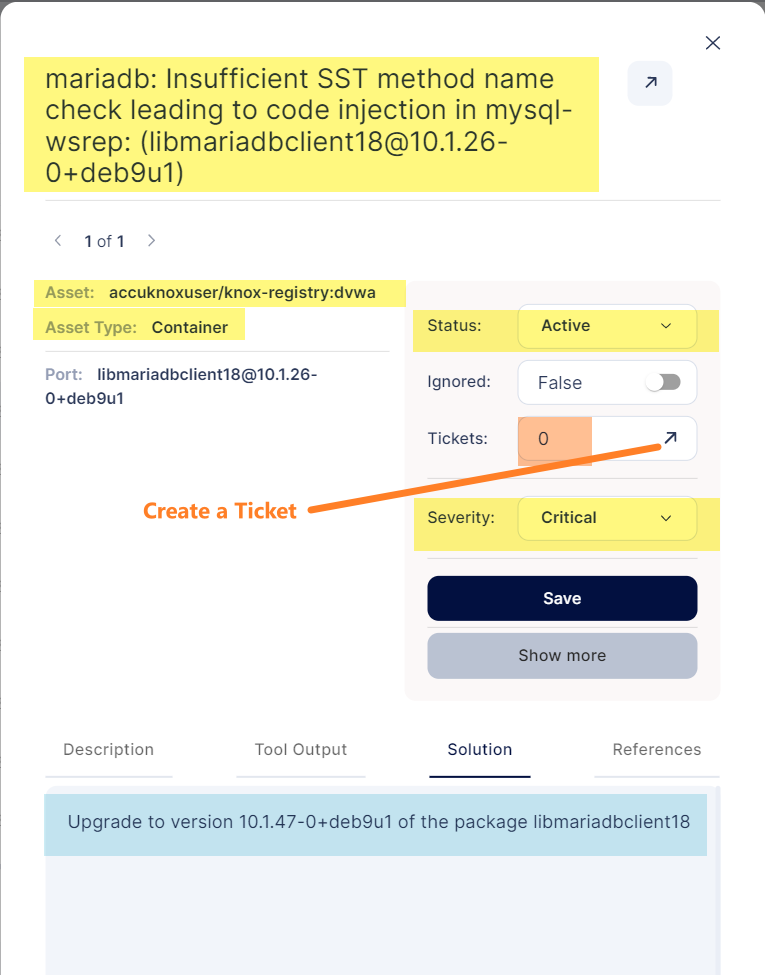 mariadb: Insufficient SST method name
check leading to code injection in mysql-
wsrep: (libmariadbclient18@10.1.26-
0+deb9u1)
1 of 1
Asset: accuknoxuser/knox-registry:dvwa
Asset Type: Container
Port: libmariadbclient18@10.1.26-
0+deb9u1
Status: Active
Ignored: False
Tickets: 0
Create a Ticket
Severity: Critical
Save
Show more
Description Tool Output Solution References
Upgrade to version 10.1.47-0+deb9u1 of the package libmariadbclient18